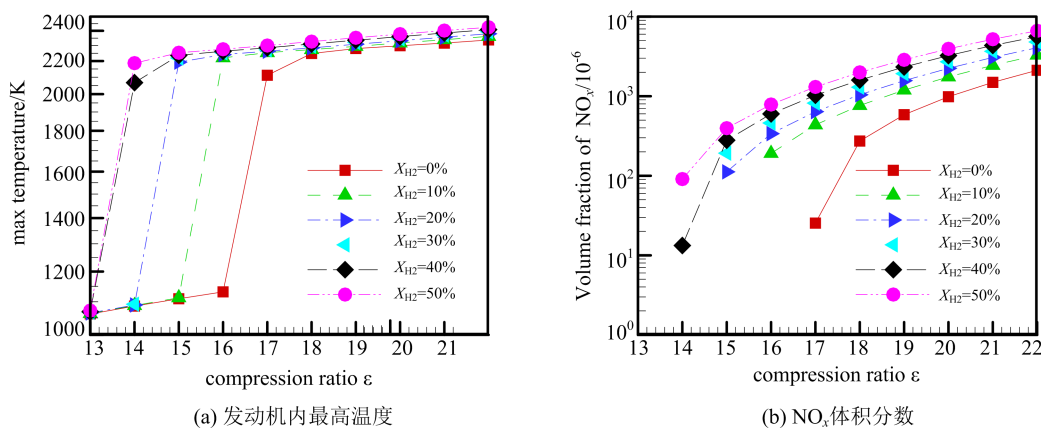 2400
2200
2000
1800
1600
1400
1200
1000
max temperature/K
X_H2=0%
X_H2=10%
X_H2=20%
X_H2=30%
X_H2=40%
X_H2=50%
13 14 15 16 17 18 19 20 21
compression ratio ε
(a) 发动机内最高温度
10^4
10^3
10^2
10^1
10^0
Volume fraction of NO_x/10^-6
X_H2=0%
X_H2=10%
X_H2=20%
X_H2=30%
X_H2=40%
X_H2=50%
13 14 15 16 17 18 19 20 21 22
compression ratio ε
(b) NO_x体积分数